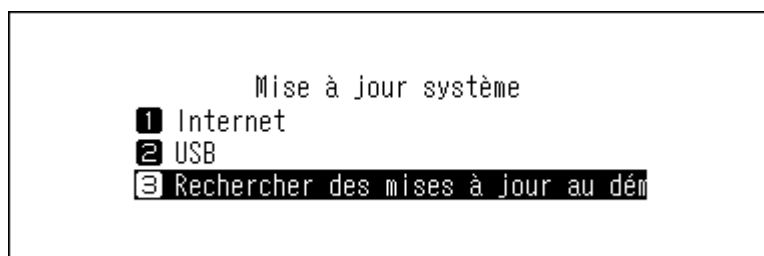 Mise à jour système
1 Internet
2 USB
3 Rechercher des mises à jour au dém